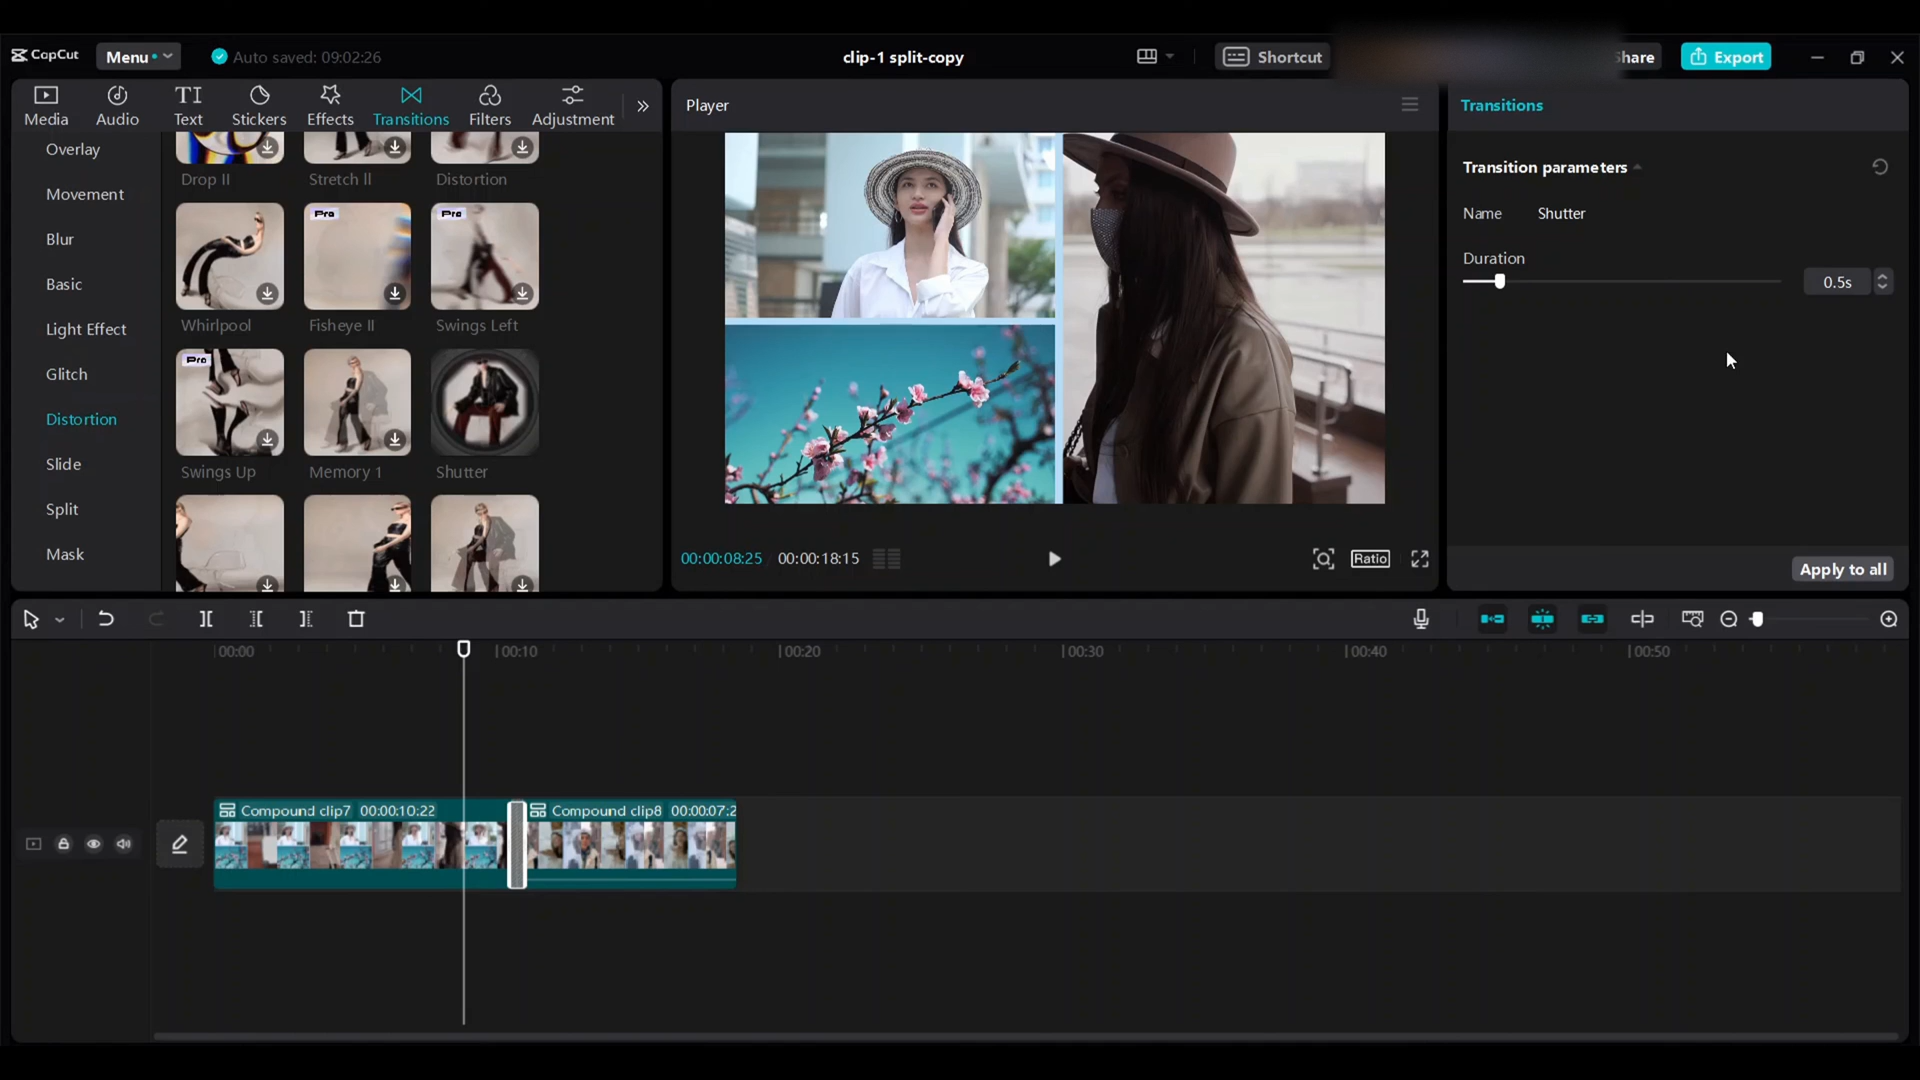 CapCut
Menu
Auto saved: 09:02:26
clip-1 split-copy
Shortcut
hare
Export
Media
Audio
TI
Text
Stickers
Effects
Transitions
Filters
Adjustment
Player
Transitions
Overlay
Movement
Blur
Basic
Light Effect
Glitch
Distortion
Slide
Split
Mask
Drop II
Stretch ll
Distortion
Pro
Pro
Whirlpool
Fisheye II
Swings Left
Pro
Swings Up
Memory 1
Shutter
00:00:08:25
00:00:18:15
Ratio
Transition parameters
Name
Shutter
Duration
0.5s
Apply to all
00:00
00:10
00:20
00:30
00:40
00:50
Compound clip7 00:00:10:22
Compound clip8 00:00:07:2